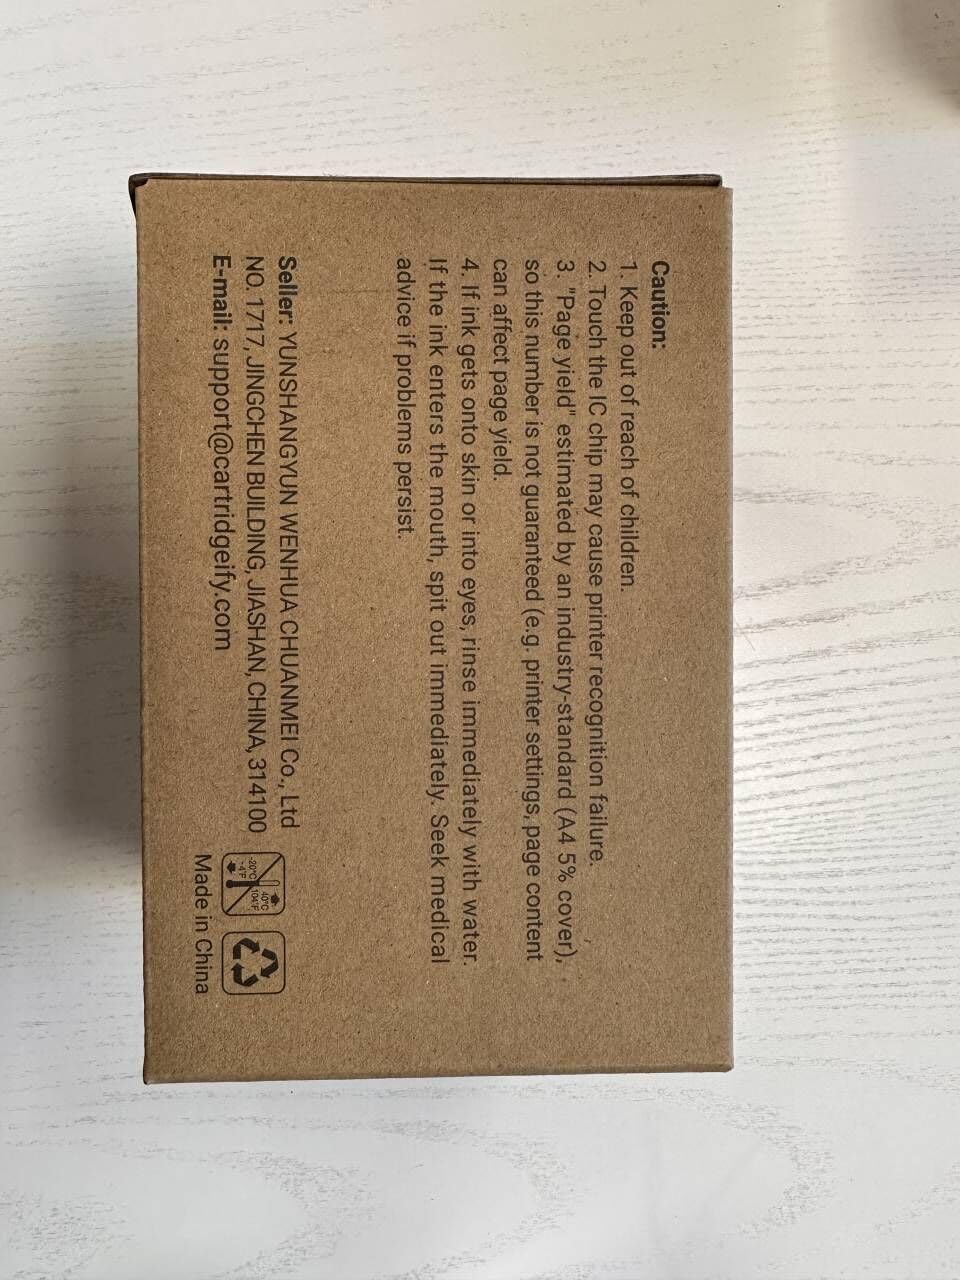 Caution:
1. Keep out of reach of children.
2. Touch the IC chip may cause printer recognition failure.
3. "Page yield" estimated by an industry-standard (A4 5% cover),
so this number is not guaranteed (e.g. printer settings, page content
can affect page yield.
4. If ink gets onto skin or into eyes, rinse immediately with water.
If the ink enters the mouth, spit out immediately. Seek medical
advice if problems persist.
Seller: YUNSHANGYUN WENHUA CHUANMEI Co., Ltd
NO. 1717, JINGCHEN BUILDING, JIASHAN, CHINA, 314100
E-mail: support@cartridgeify.com
40°C
104°F
-20°C
-4°F
Made in China